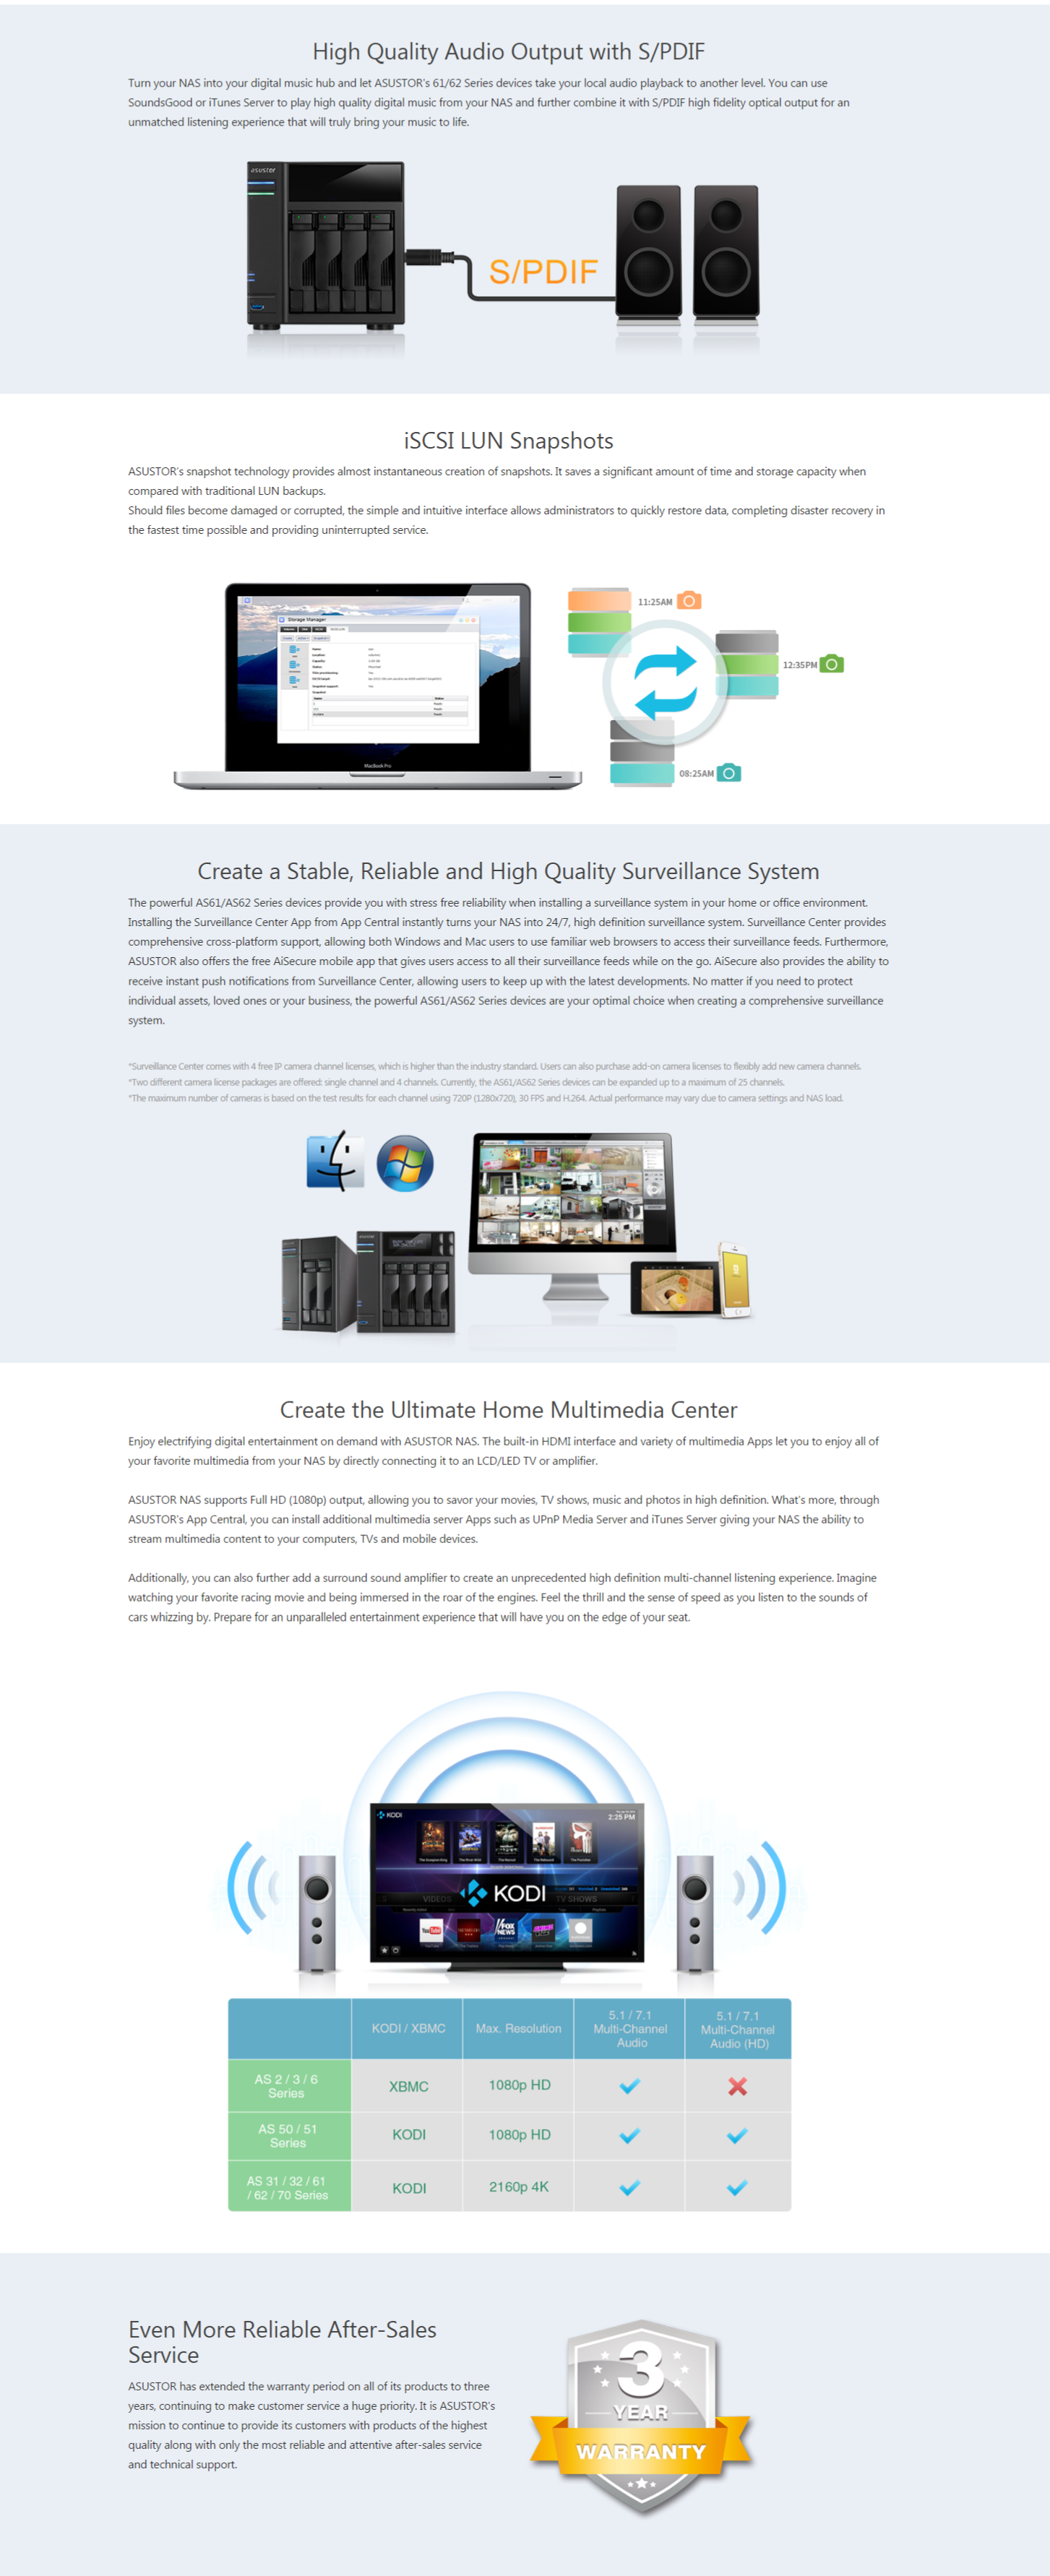 High Quality Audio Output with S/PDIF
Turn your NAS into your digital music hub and let ASUSTOR's 61/62 Series devices take your local audio playback to another level. You can use
SoundsGood or iTunes Server to play high quality digital music from your NAS and further combine it with S/PDIF high fidelity optical output for an
unmatched listening experience that will truly bring your music to life.
asustor
S/PDIF
iSCSI LUN Snapshots
ASUSTOR's snapshot technology provides almost instantaneous creation of snapshots. It saves a significant amount of time and storage capacity when
compared with traditional LUN backups.
Should files become damaged or corrupted, the simple and intuitive interface allows administrators to quickly restore data, completing disaster recovery in
the fastest time possible and providing uninterrupted service.
Storage Manager
MacBook Pro
11:25AM
12:35PM
08:25AM
Create a Stable, Reliable and High Quality Surveillance System
The powerful AS61/AS62 Series devices provide you with stress free reliability when installing a surveillance system in your home or office environment.
Installing the Surveillance Center App from App Central instantly turns your NAS into 24/7, high definition surveillance system. Surveillance Center provides
comprehensive cross-platform support, allowing both Windows and Mac users to use familiar web browsers to access their surveillance feeds. Furthermore,
ASUSTOR also offers the free AiSecure mobile app that gives users access to all their surveillance feeds while on the go. AiSecure also provides the ability to
receive instant push notifications from Surveillance Center, allowing users to keep up with the latest developments. No matter if you need to protect
individual assets, loved ones or your business, the powerful AS61/AS62 Series devices are your optimal choice when creating a comprehensive surveillance
system.
*Surveillance Center comes with 4 free IP camera channel licenses, which is higher than the industry standard. Users can also purchase add-on camera licenses to flexibly add new camera channels.
*Two different camera license packages are offered: single channel and 4 channels. Currently, the AS61/AS62 Series devices can be expanded up to a maximum of 25 channels.
*The maximum number of cameras is based on the test results for each channel using 720P (1280x720), 30 FPS and H.264. Actual performance may vary due to camera settings and NAS load.
Create the Ultimate Home Multimedia Center
Enjoy electrifying digital entertainment on demand with ASUSTOR NAS. The built-in HDMI interface and variety of multimedia Apps let you to enjoy all of
your favorite multimedia from your NAS by directly connecting it to an LCD/LED TV or amplifier.
ASUSTOR NAS supports Full HD (1080p) output, allowing you to savor your movies, TV shows, music and photos in high definition. What's more, through
ASUSTOR's App Central, you can install additional multimedia server Apps such as UPnP Media Server and iTunes Server giving your NAS the ability to
stream multimedia content to your computers, TVs and mobile devices.
Additionally, you can also further add a surround sound amplifier to create an unprecedented high definition multi-channel listening experience. Imagine
watching your favorite racing movie and being immersed in the roar of the engines. Feel the thrill and the sense of speed as you listen to the sounds of
cars whizzing by. Prepare for an unparalleled entertainment experience that will have you on the edge of your seat.
KODI
2:25 PM
VIDEOS KODI TV SHOWS
YouTube
FOX NEWS
KODI / XBMC Max. Resolution 5.1 / 7.1 Multi-Channel Audio 5.1 / 7.1 Multi-Channel Audio (HD)
AS 2 / 3 / 6 Series XBMC 1080p HD
AS 50 / 51 Series KODI 1080p HD
AS 31 / 32 / 61 / 62 / 70 Series KODI 2160p 4K
Even More Reliable After-Sales
Service
ASUSTOR has extended the warranty period on all of its products to three
years, continuing to make customer service a huge priority. It is ASUSTOR's
mission to continue to provide its customers with products of the highest
quality along with only the most reliable and attentive after-sales service
and technical support.
3
YEAR
WARRANTY